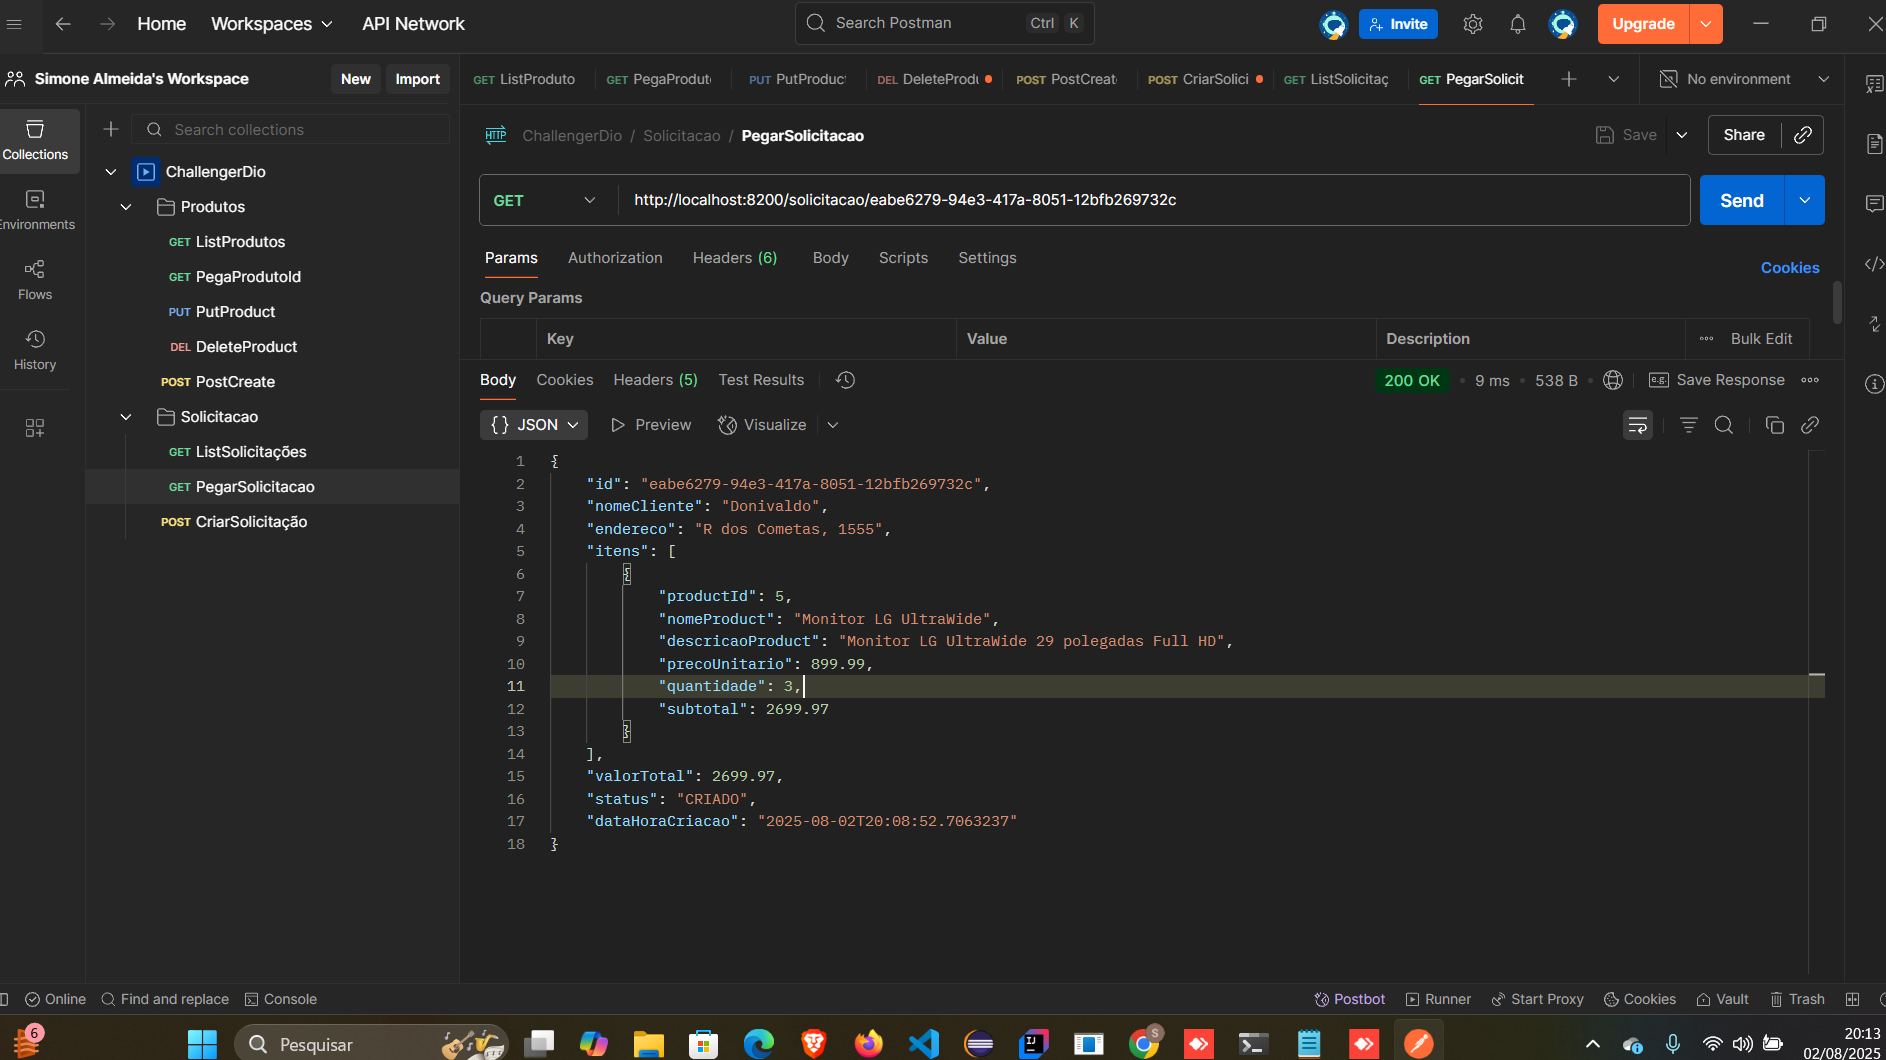 Home Workspaces API Network Search Postman Ctrl K Invite Upgrade
Simone Almeida's Workspace New Import
GET ListProduto GET PegaProdut PUT PutProduc DEL DeleteProdu POST PostCreat POST CriarSolici GET ListSolicitaç GET PegarSolicit No environment
Collections
Environments
Flows
History
Search collections
ChallengerDio
Produtos
GET ListProdutos
GET PegaProdutoId
PUT PutProduct
DEL DeleteProduct
POST PostCreate
Solicitacao
GET ListSolicitações
GET PegarSolicitacao
POST CriarSolicitação
HTTP ChallengerDio / Solicitacao / PegarSolicitacao Save Share
GET http://localhost:8200/solicitacao/eabe6279-94e3-417a-8051-12bfb269732c Send
Params Authorization Headers (6) Body Scripts Settings Cookies
Query Params
Key Value Description Bulk Edit
Body Cookies Headers (5) Test Results 200 OK 9 ms 538 B e.g. Save Response
{} JSON Preview Visualize
1 {
2 "id": "eabe6279-94e3-417a-8051-12bfb269732c",
3 "nomeCliente": "Donivaldo",
4 "endereco": "R dos Cometas, 1555",
5 "itens": [
6 {
7 "productId": 5,
8 "nomeProduct": "Monitor LG UltraWide",
9 "descricaoProduct": "Monitor LG UltraWide 29 polegadas Full HD",
10 "precoUnitario": 899.99,
11 "quantidade": 3,
12 "subtotal": 2699.97
13 }
14 ],
15 "valorTotal": 2699.97,
16 "status": "CRIADO",
17 "dataHoraCriacao": "2025-08-02T20:08:52.7063237"
18 }
Online Find and replace Console Postbot Runner Start Proxy Cookies Vault Trash
6 Pesquisar S 20:13
02/08/2025